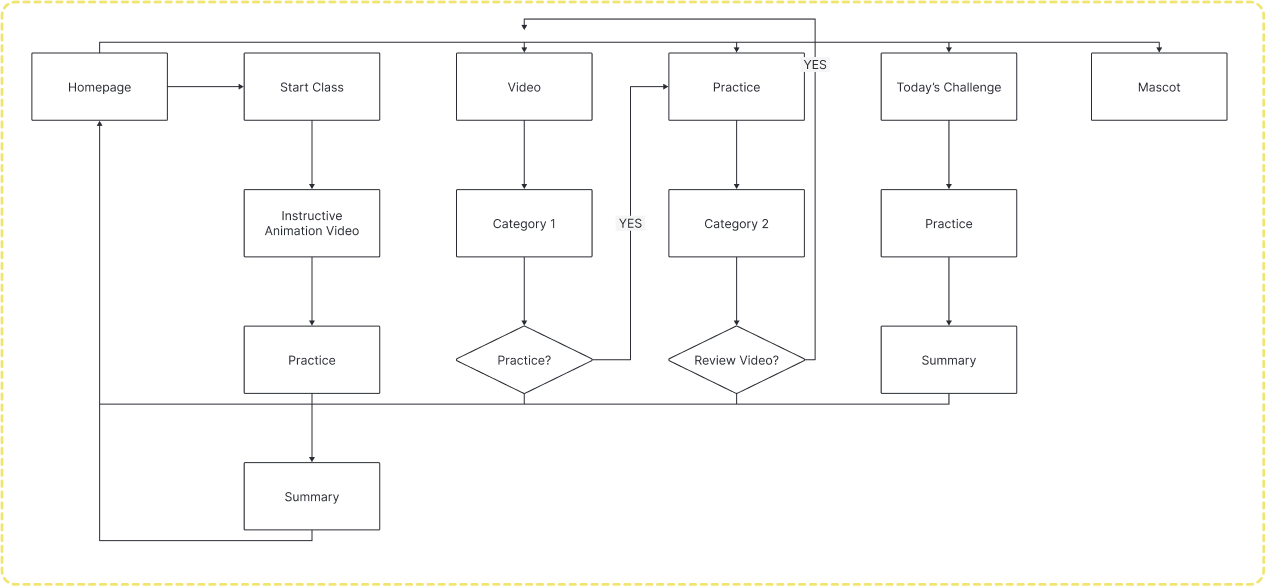 YES
Homepage
Start Class
Video
Practice
Today's Challenge
Mascot
Instructive
Animation Video
Category 1
YES
Category 2
Practice
Practice
Practice?
Review Video?
Summary
Summary